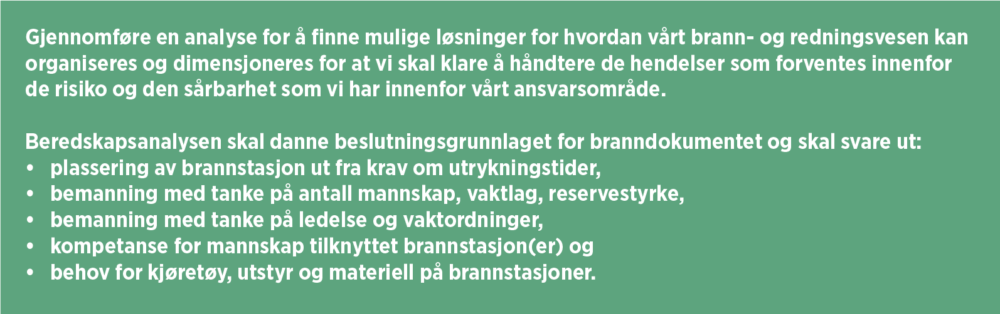 Gjennomføre en analyse for å finne mulige løsninger for hvordan vårt brann- og redningsvesen kan
organiseres og dimensjoneres for at vi skal klare å håndtere de hendelser som forventes innenfor
de risiko og den sårbarhet som vi har innenfor vårt ansvarsområde.
Beredskapsanalysen skal danne beslutningsgrunnlaget for branndokumentet og skal svare ut:
• plassering av brannstasjon ut fra krav om utrykningstider,
• bemanning med tanke på antall mannskap, vaktlag, reservestyrke,
• bemanning med tanke på ledelse og vaktordninger,
• kompetanse for mannskap tilknyttet brannstasjon(er) og
• behov for kjøretøy, utstyr og materiell på brannstasjoner.